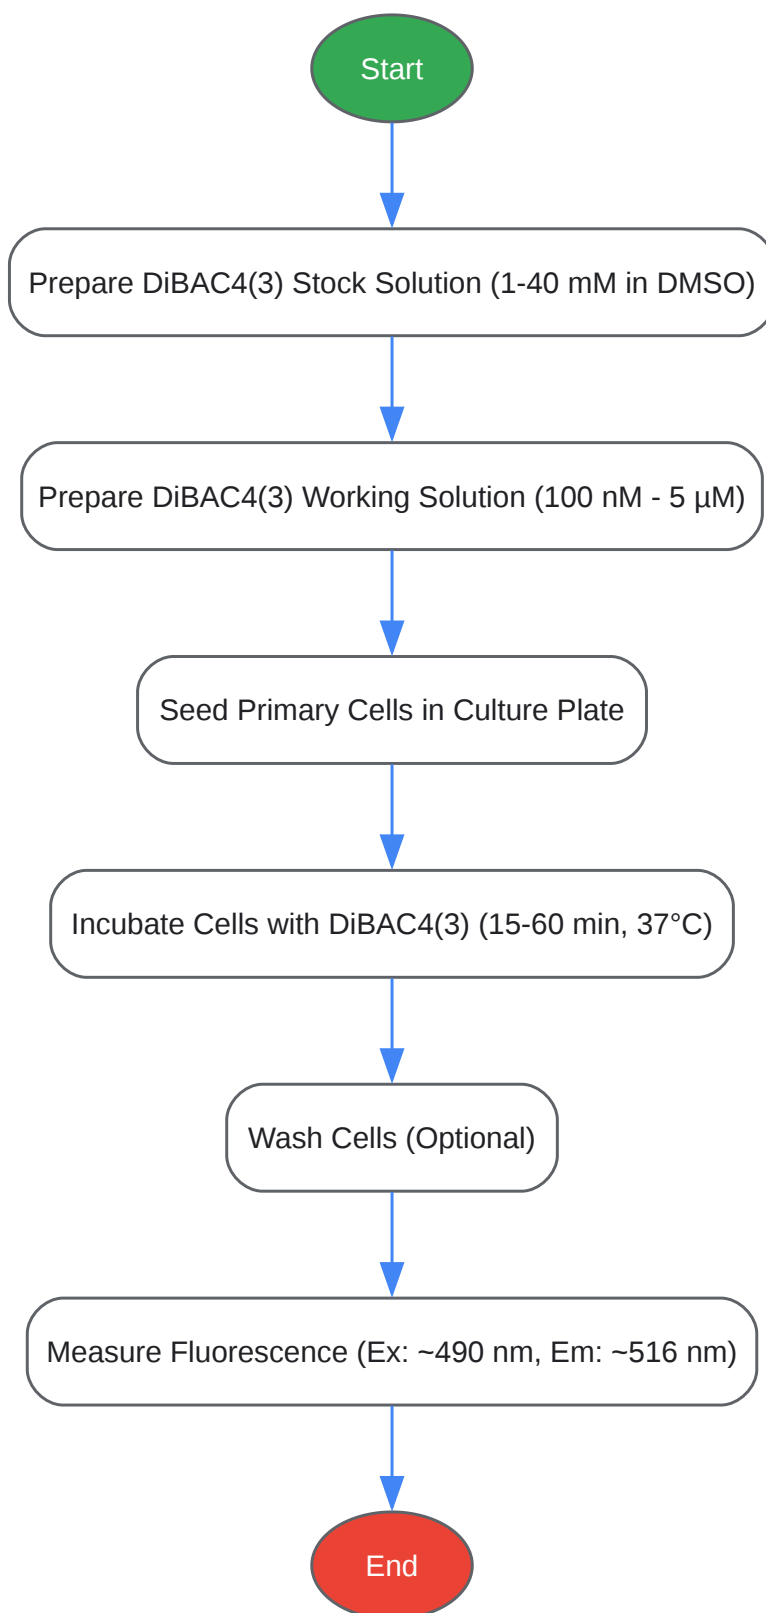 Start
Prepare DiBAC4(3) Stock Solution (1-40 mM in DMSO)
Prepare DiBAC4(3) Working Solution (100 nM - 5 µM)
Seed Primary Cells in Culture Plate
Incubate Cells with DiBAC4(3) (15-60 min, 37°C)
Wash Cells (Optional)
Measure Fluorescence (Ex: ~490 nm, Em: ~516 nm)
End